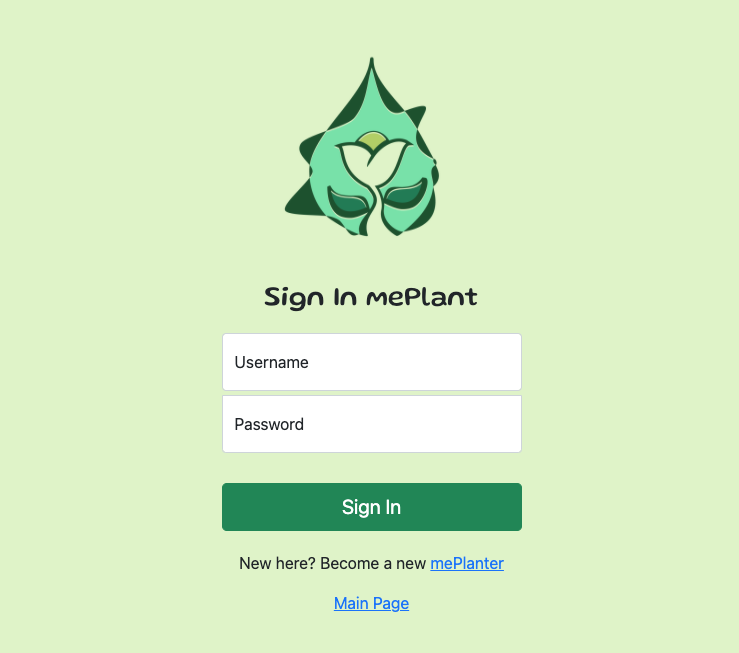 Sign In mePlant
Username
Password
Sign In
New here? Become a new mePlanter
Main Page